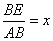 BE/AB = x